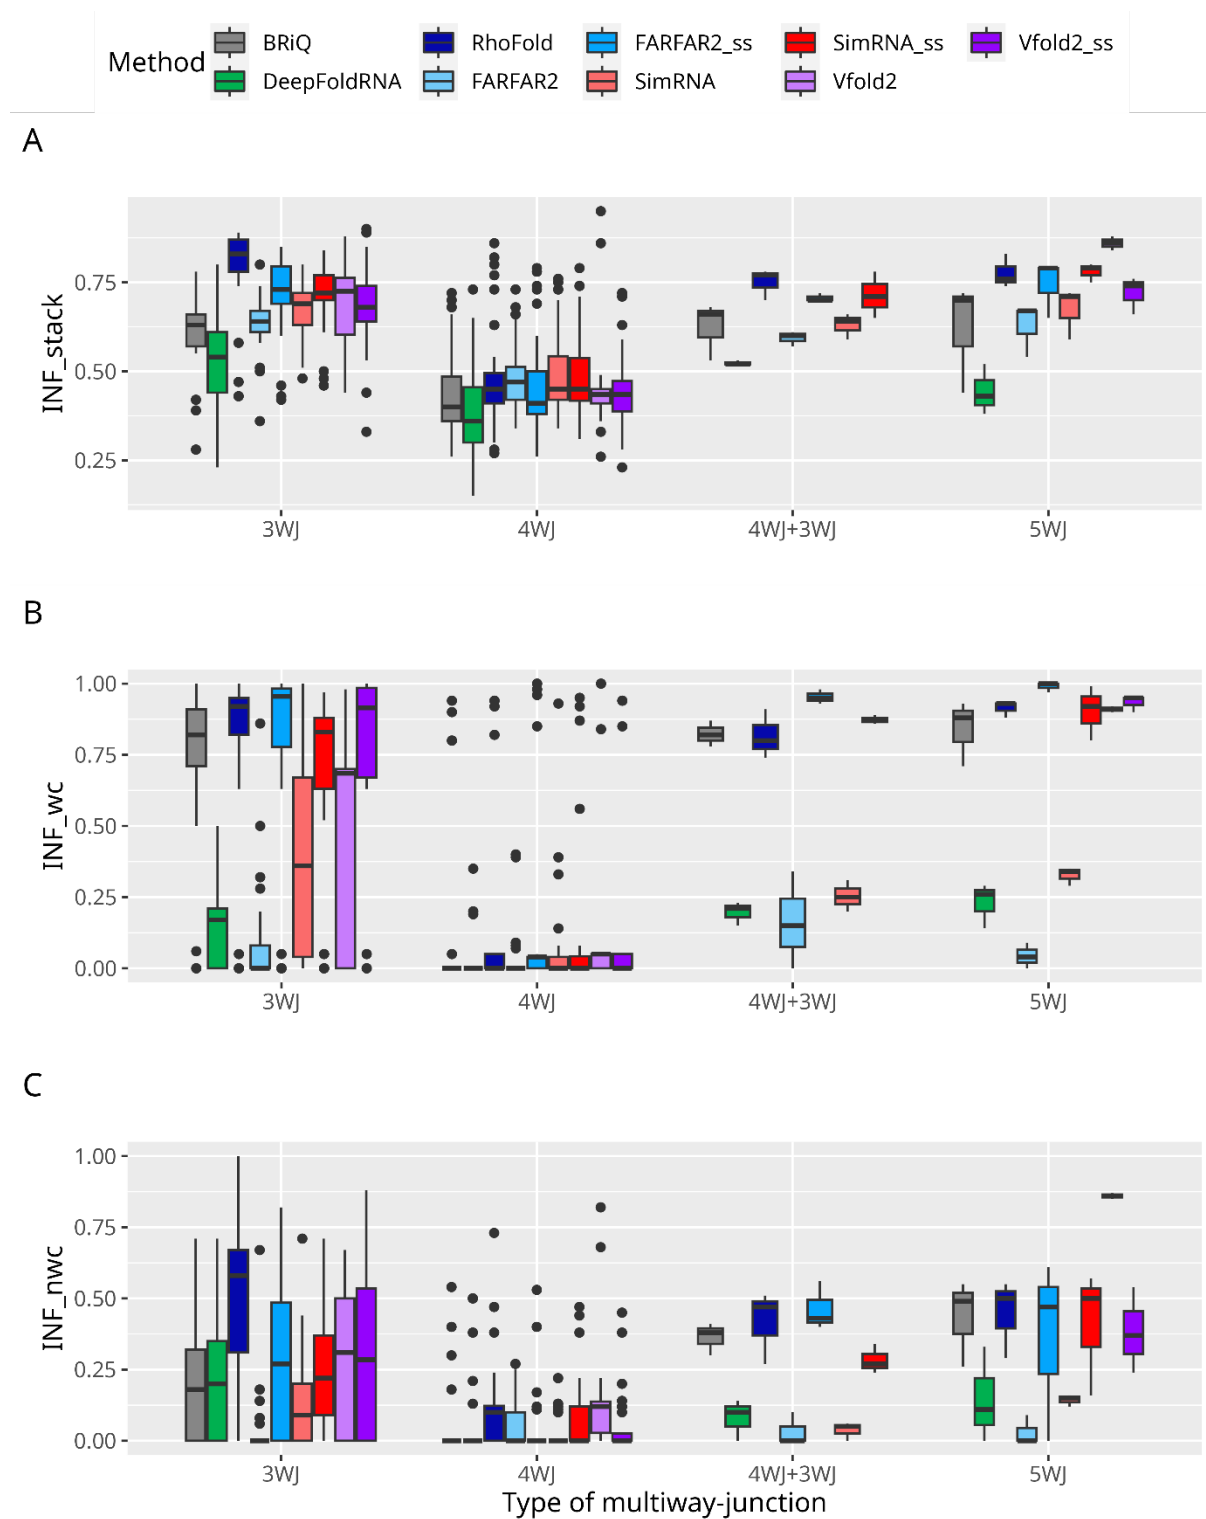 Method BRiQ RhoFold FARFAR2_ss SimRNA_ss Vfold2_ss
DeepFoldRNA FARFAR2 SimRNA Vfold2
A
INF_stack
0.75
0.50
0.25
3WJ 4WJ 4WJ+3WJ 5WJ
B
INF_wc
1.00
0.75
0.50
0.25
0.00
3WJ 4WJ 4WJ+3WJ 5WJ
C
INF_nwc
1.00
0.75
0.50
0.25
0.00
3WJ 4WJ 4WJ+3WJ 5WJ
Type of multiway-junction